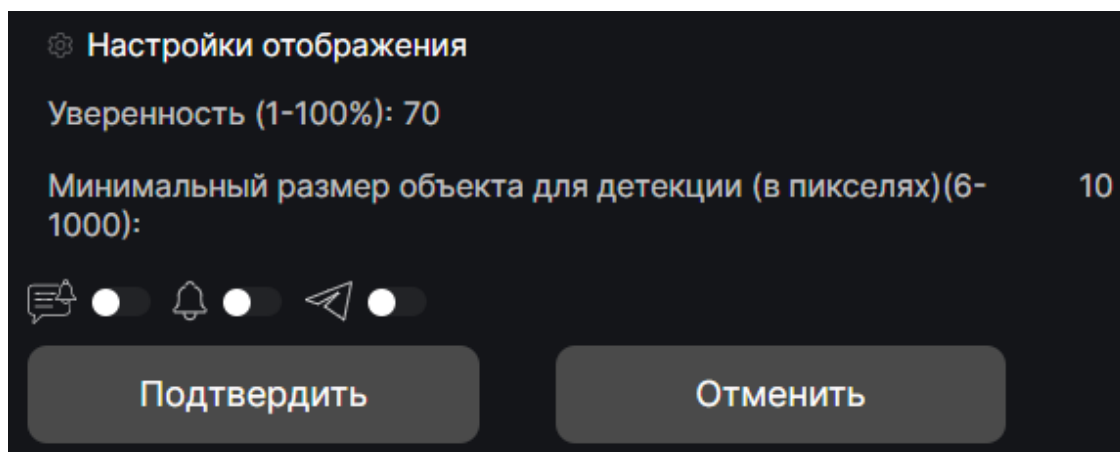 Настройки отображения
Уверенность (1-100%): 70
Минимальный размер объекта для детекции (в пикселях)(6- 10
1000):
Подтвердить Отменить